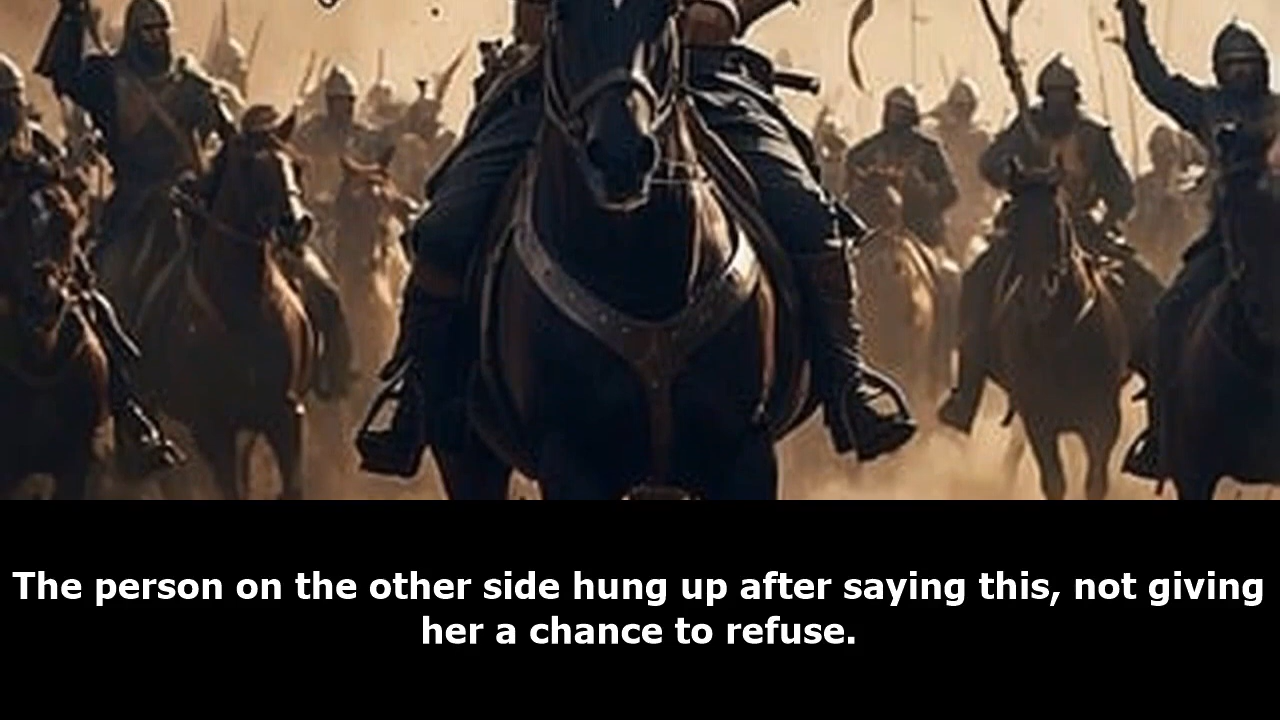 The person on the other side hung up after saying this, not giving
her a chance to refuse.